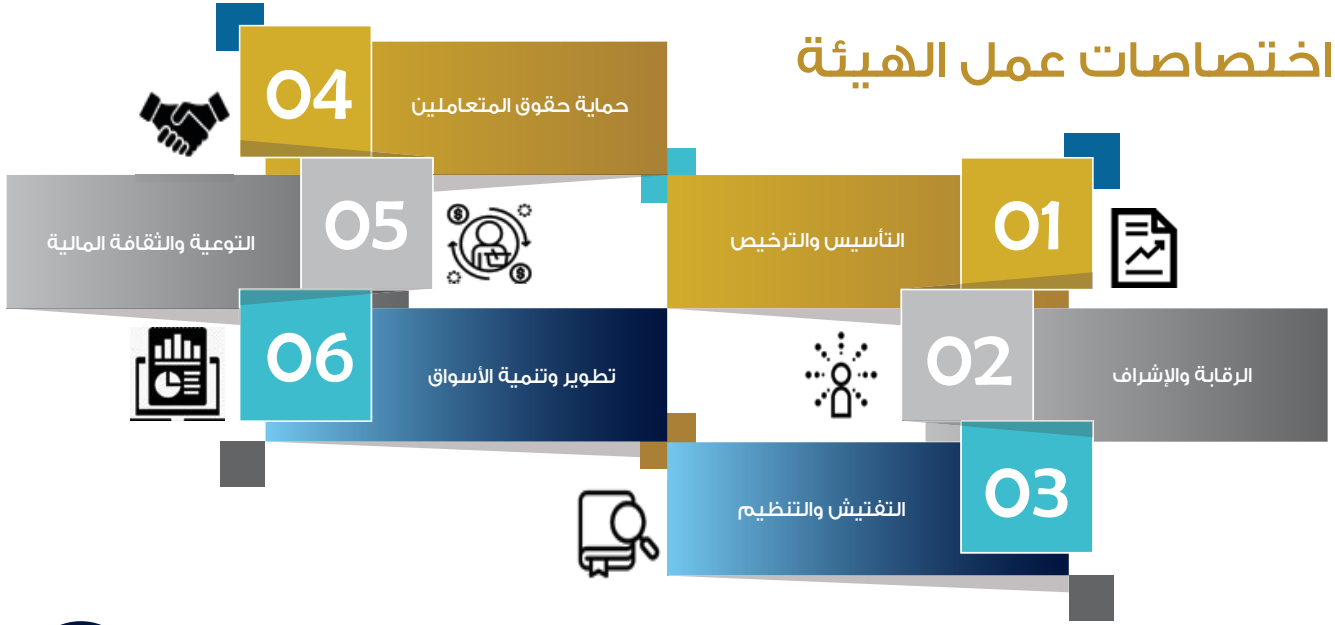 اختصاصات عمل الهيئة
01
التأسيس والترخيص
02
الرقابة والإشراف
03
التفتيش والتنظيم
04
حماية حقوق المتعاملين
05
التوعية والثقافة المالية
06
تطوير وتنمية الأسواق